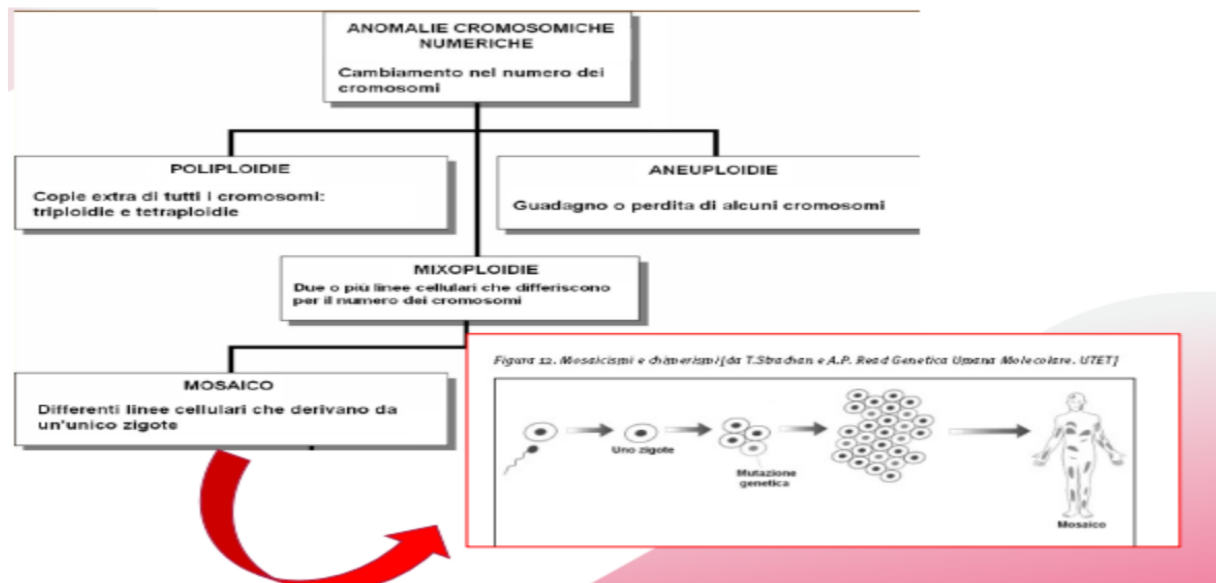 ANOMALIE CROMOSOMICHE
NUMERICHE
Cambiamento nel numero dei
cromosomi
POLIPLOIDIE
Copie extra di tutti i cromosomi:
triploidie e tetraploidie
ANEUPLOIDIE
Guadagno o perdita di alcuni cromosomi
MIXOPLOIDIE
Due o più linee cellulari che differiscono
per il numero dei cromosomi
MOSAICO
Differenti linee cellulari che derivano da
un'unico zigote
Figura 12. Mosaicismi e chimerismi[da T.Strachan e A.P. Read Genetica Umana Molecolare. UTET]
Uno zigote
Mutazione
genetica
Mosaico